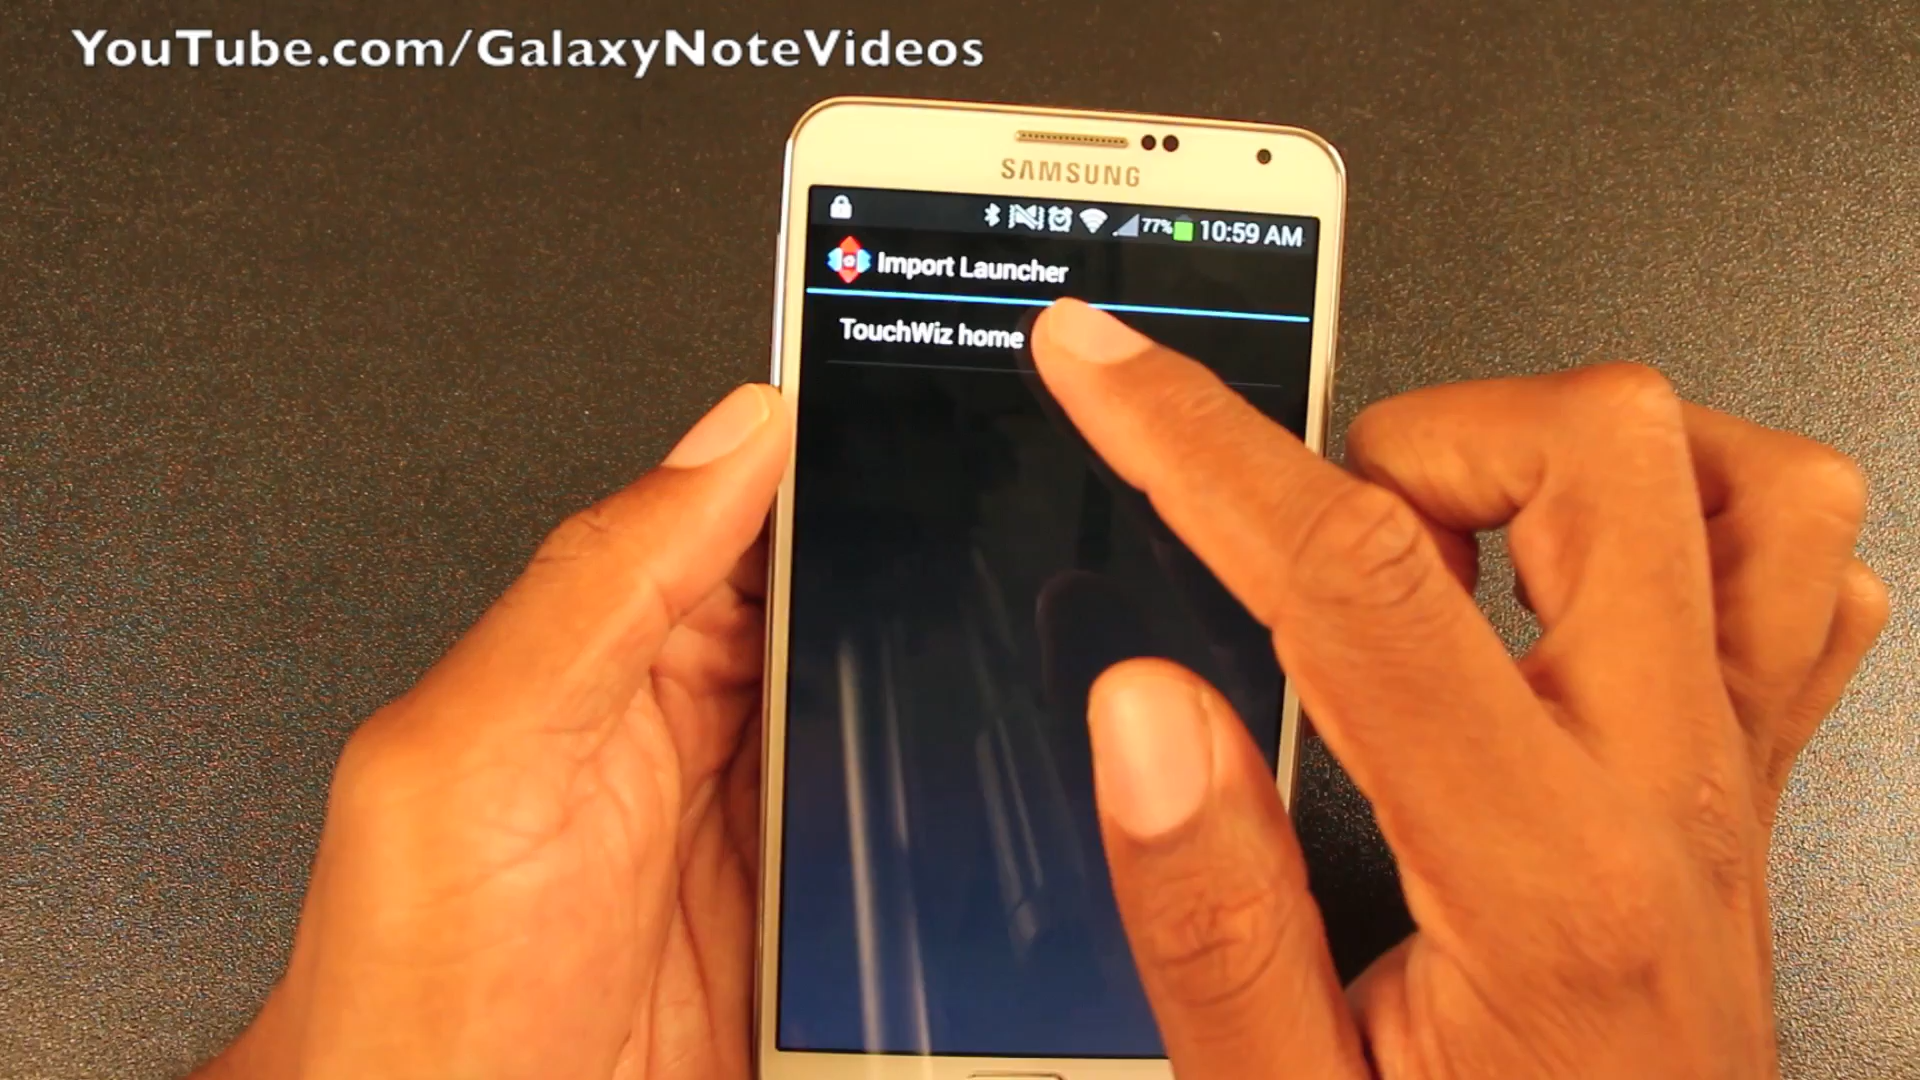 YouTube.com/GalaxyNoteVideos
SAMSUNG
77% 10:59 AM
Import Launcher
TouchWiz home